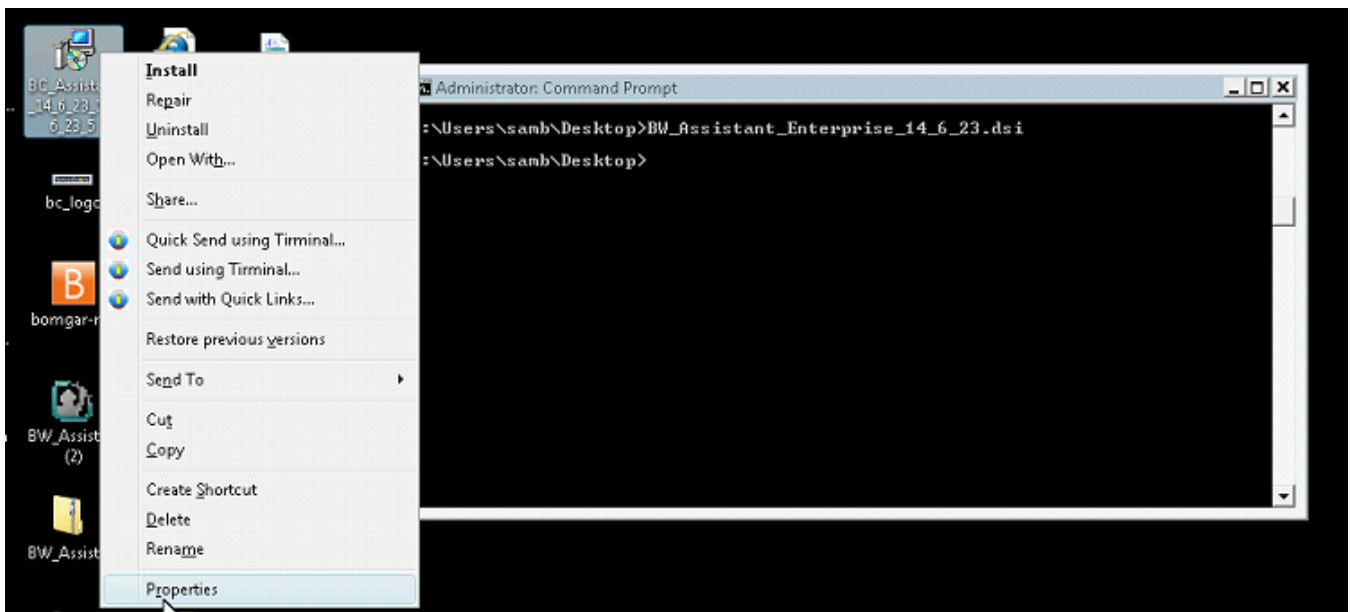 BC_Assista
_14_6_23_
6_23_5
bc_logo
bomgar-r
BW_Assist
(2)
BW_Assist
Install
Repair
Uninstall
Open With...
Share...
Quick Send using Tirminal...
Send using Tirminal...
Send with Quick Links...
Restore previous versions
Send To
Cut
Copy
Create Shortcut
Delete
Rename
Properties
Administrator: Command Prompt
:\Users\samb\Desktop>BW_Assistant_Enterprise_14_6_23.dsi
:\Users\samb\Desktop>